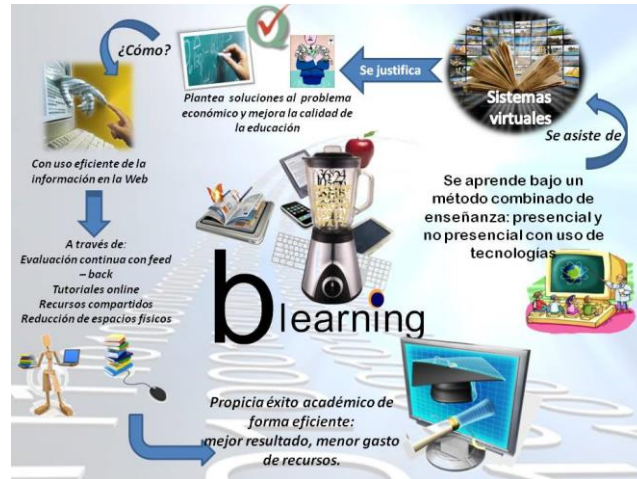 ¿Cómo?
Plantea soluciones al problema
económico y mejora la calidad de
la educación
Se justifica
Sistemas
virtuales
Se asiste de
Con uso eficiente de la
información en la Web
Se aprende bajo un
método combinado de
enseñanza: presencial y
no presencial con uso de
tecnologías
A través de:
Evaluación continua con feed
– back
Tutoriales online
Recursos compartidos
Reducción de espacios físicos
b learning
Propicia éxito académico de
forma eficiente:
mejor resultado, menor gasto
de recursos.